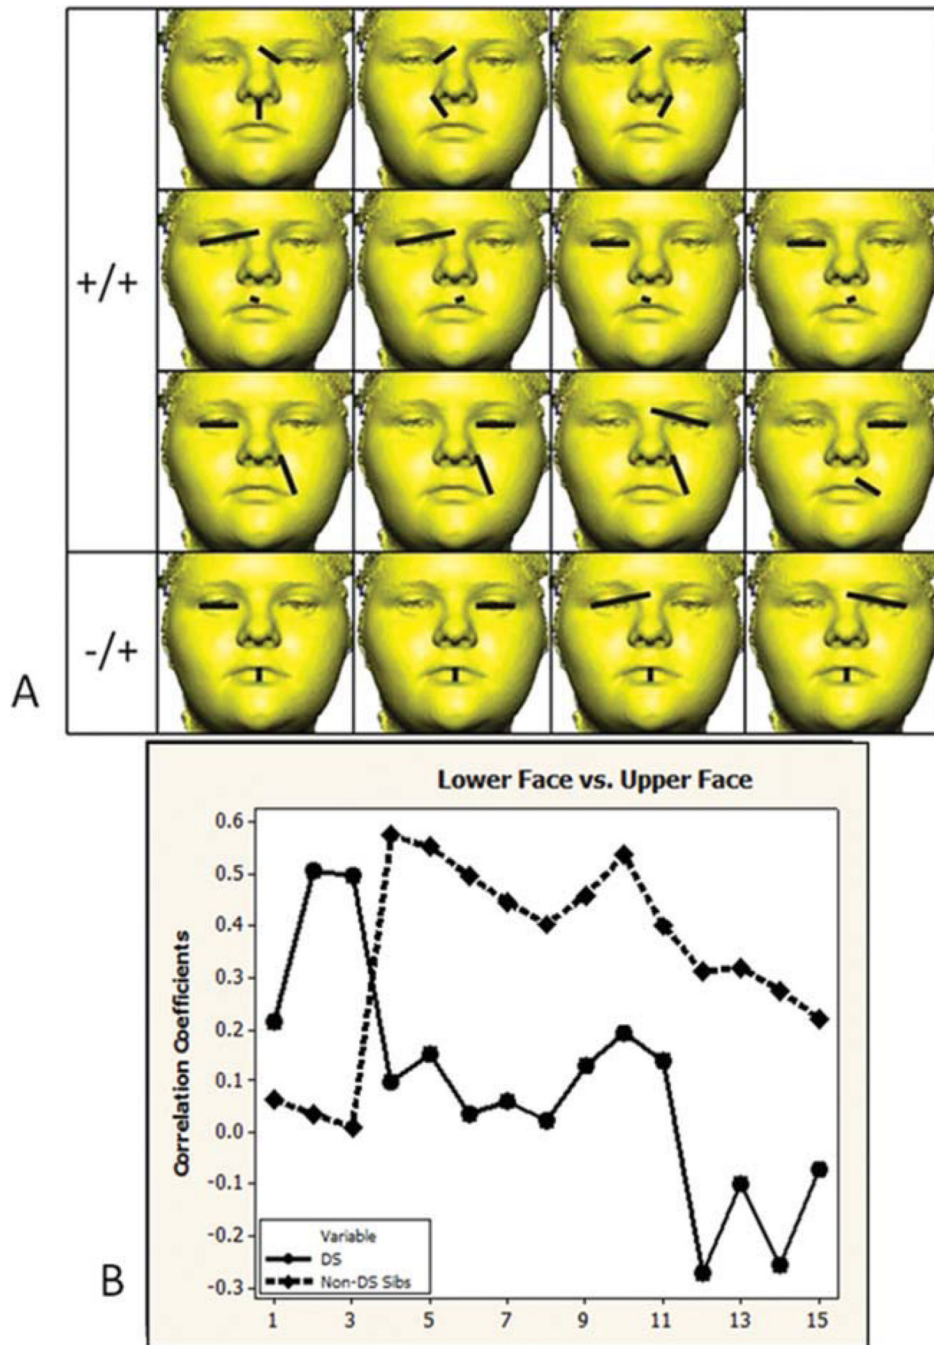 +/+
-/+
A
Lower Face vs. Upper Face
0.6
0.5
0.4
0.3
0.2
0.1
0.0
-0.1
-0.2
-0.3
Correlation Coefficients
Variable
DS
Non-DS Sibs
1 3 5 7 9 11 13 15
B